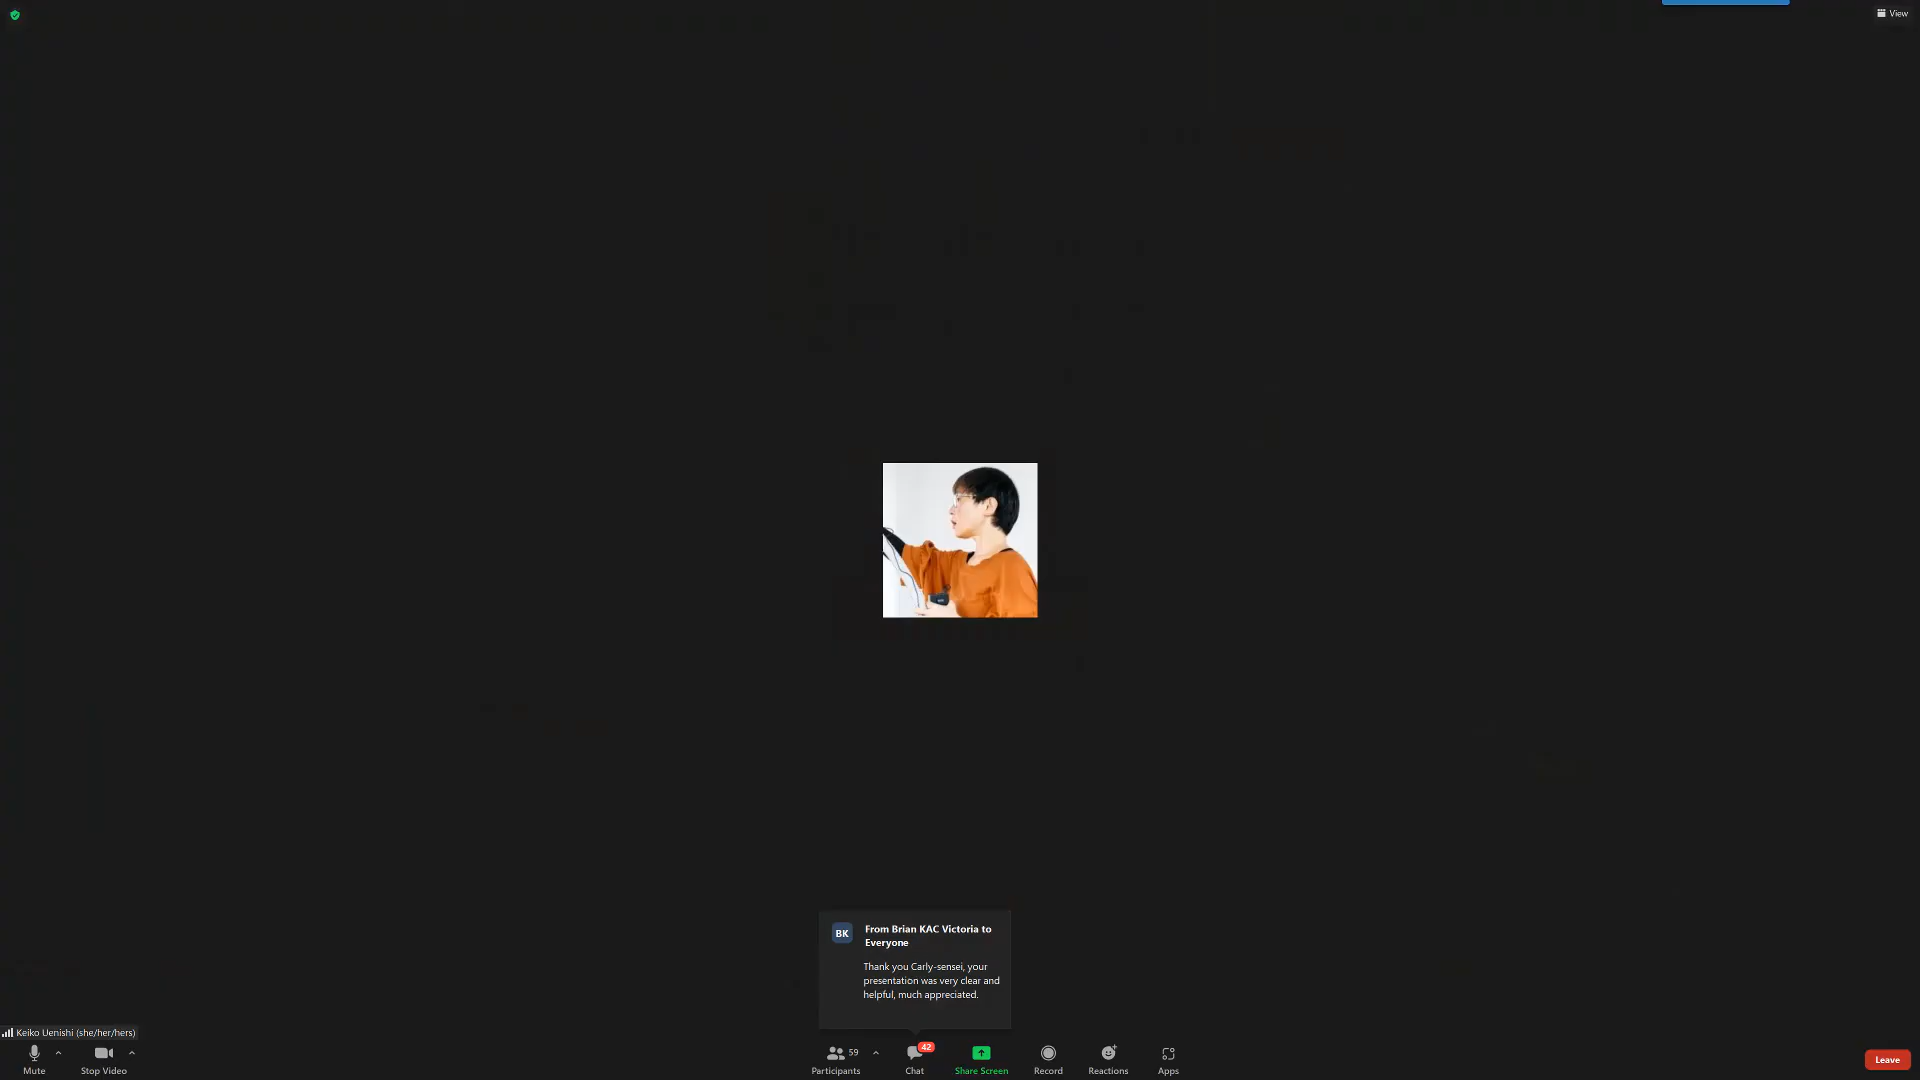 View
BK
From Brian KAC Victoria to
Everyone
Thank you Carly-sensei, your
presentation was very clear and
helpful, much appreciated.
Keiko Uenishi (she/her/hers)
Mute
Stop Video
59
Participants
42
Chat
Share Screen
Record
Reactions
Apps
Leave